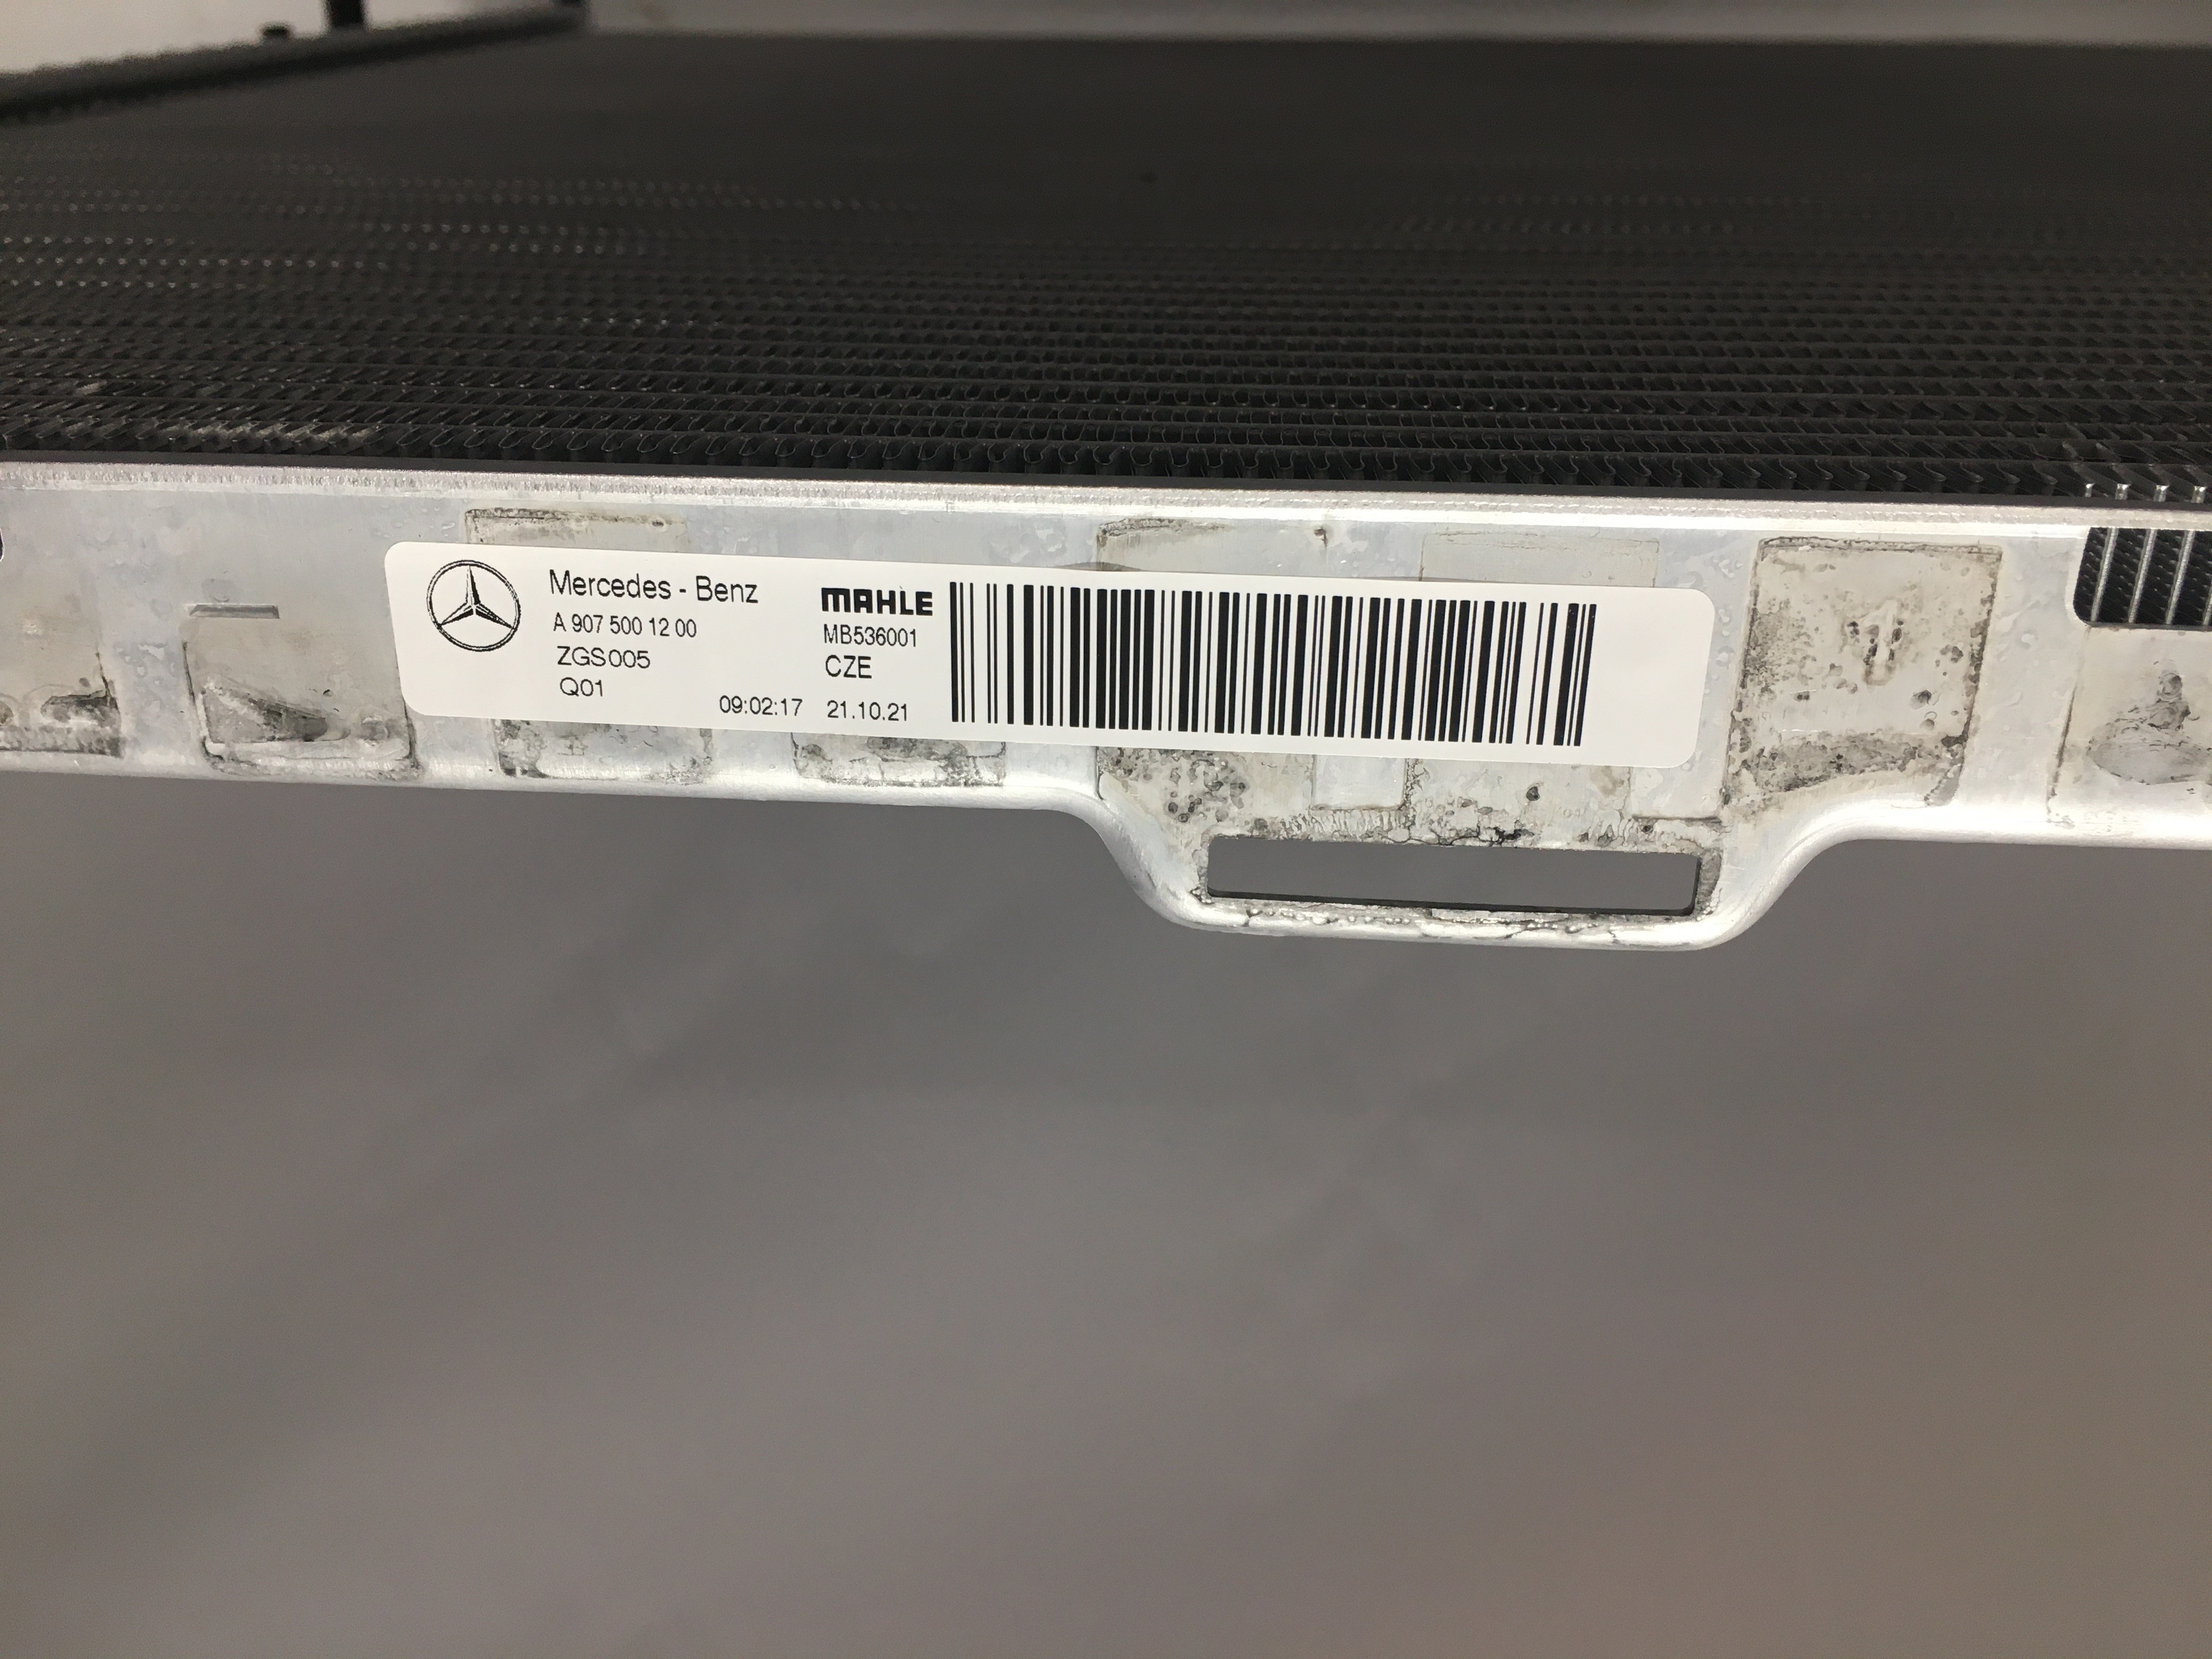 Mercedes - Benz
A 907 500 12 00
ZGS005
Q01
MAHLE
MB536001
CZE
09:02:17 21.10.21